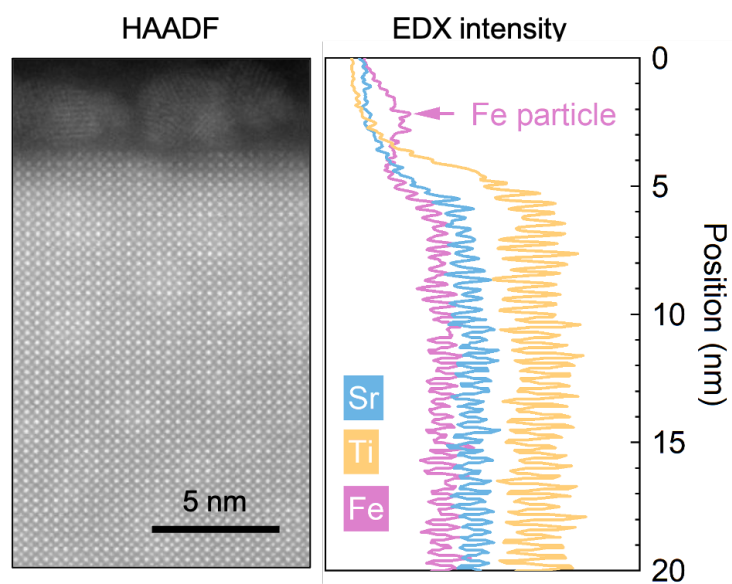 HAADF
EDX intensity
Fe particle
5 nm
Sr
Ti
Fe
0
5
10
15
20
Position (nm)